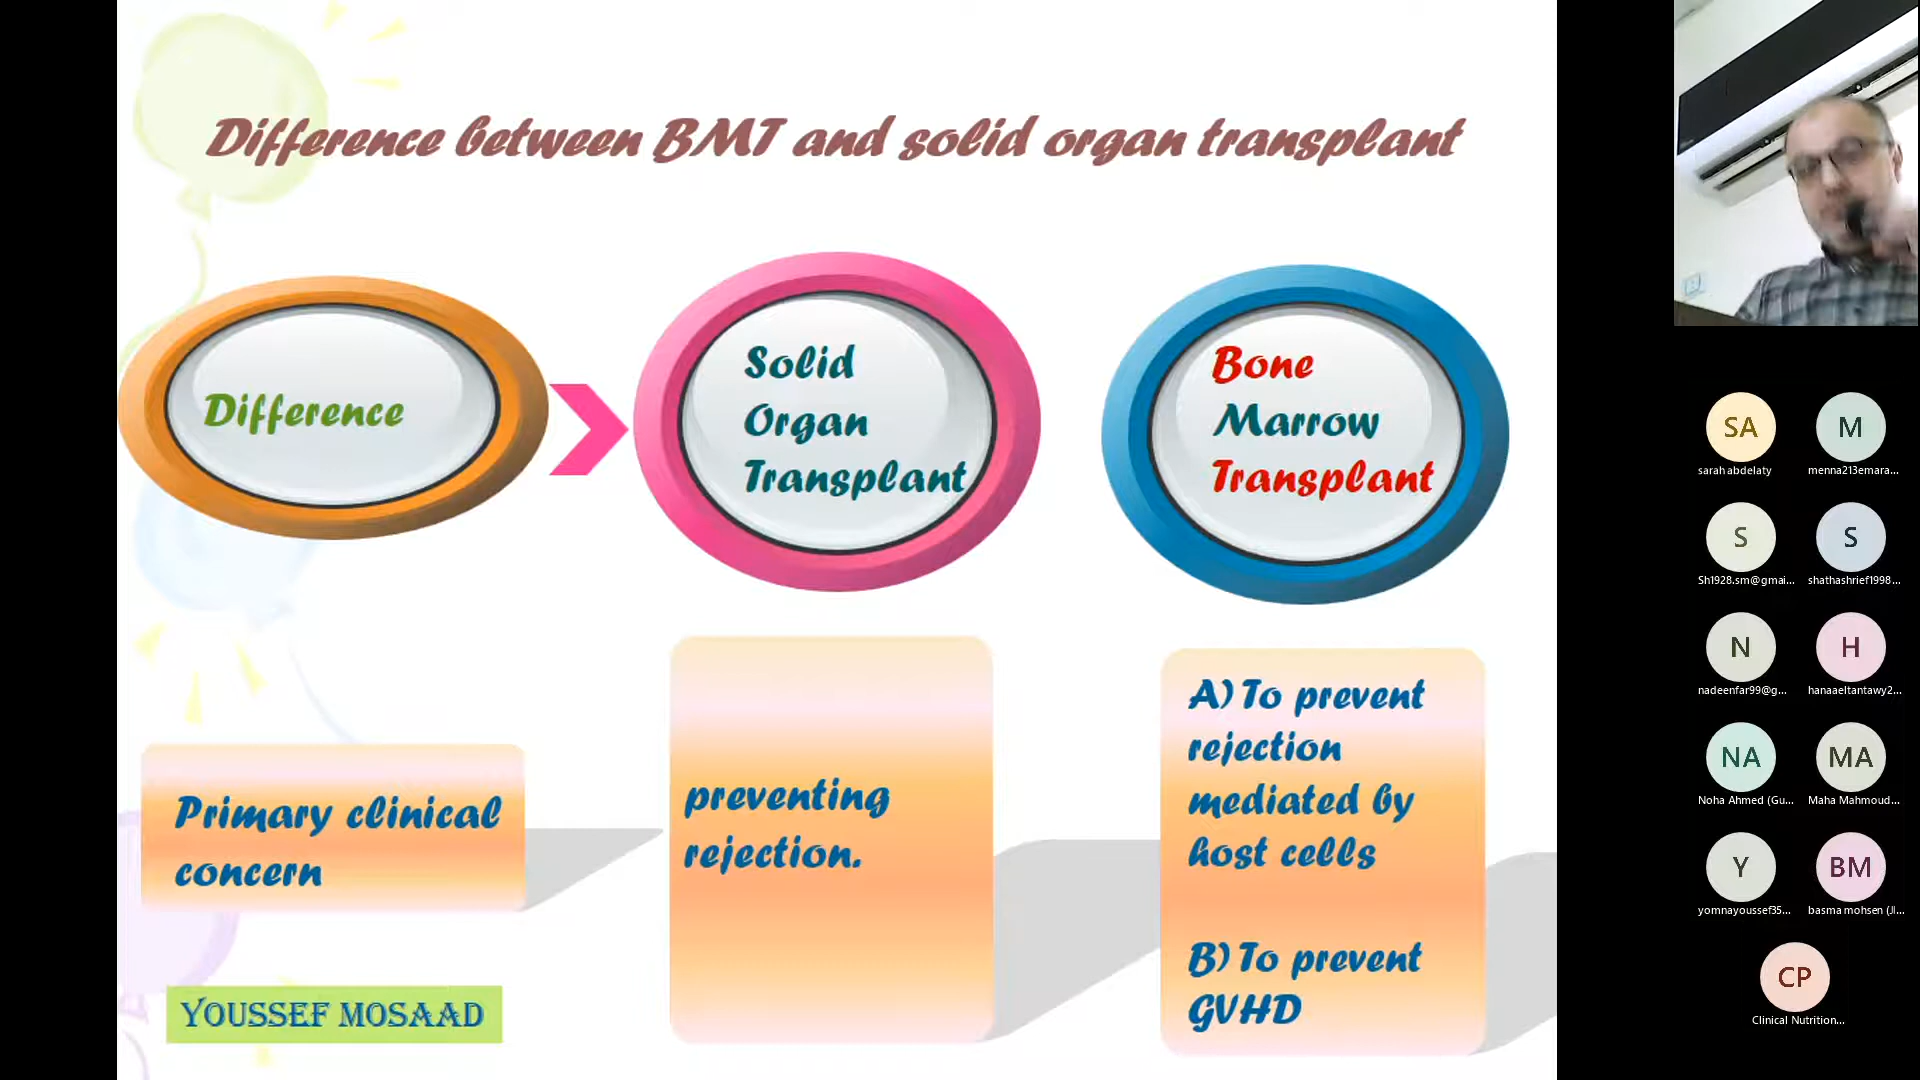 Difference between BMT and solid organ transplant
Difference
Solid
Organ
Transplant
Bone
Marrow
Transplant
Primary clinical
concern
preventing
rejection.
A) To prevent
rejection
mediated by
host cells
B) To prevent
GVHD
YOUSSEF MOSAAD
SA
M
sarah abdelaty
menna213emara...
S
S
Sh1928.sm@gmai...
shathashrief1998...
N
H
nadeenfar99@g...
hanaaeltantawy2...
NA
MA
Noha Ahmed (Gu...
Maha Mahmoud...
Y
BM
yomnayoussef35...
basma mohsen (الـ...
CP
Clinical Nutrition...